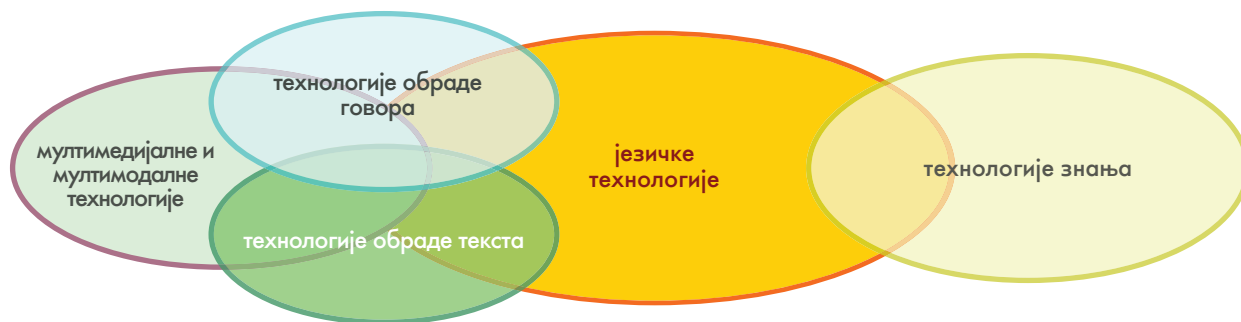 технологије обраде
говора
мултимедијалне и
мултимодалне
технологије
технологије обраде текста
језичке
технологије
технологије знања